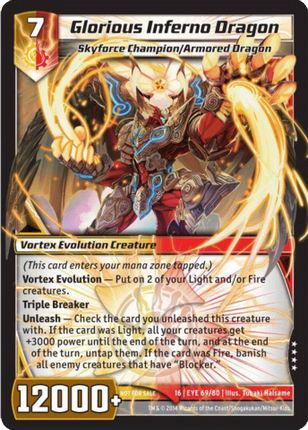 7
Glorious Inferno Dragon
Skyforce Champion/Armored Dragon
Vortex Evolution Creature
(This card enters your mana zone tapped.)
Vortex Evolution — Put on 2 of your Light and/or Fire
creatures.
Triple Breaker
Unleash — Check the card you unleashed this creature
with. If the card was Light, all your creatures get
+3000 power until the end of the turn, and at the end
of the turn, untap them. If the card was Fire, banish
all enemy creatures that have "Blocker."
12000+
NOT FOR SALE
16 | EYE 69/80 | Illus. Tuzaki Haisame
TM & © 2014 Wizards of the Coast/Shogakukan/Mitsui-Kids